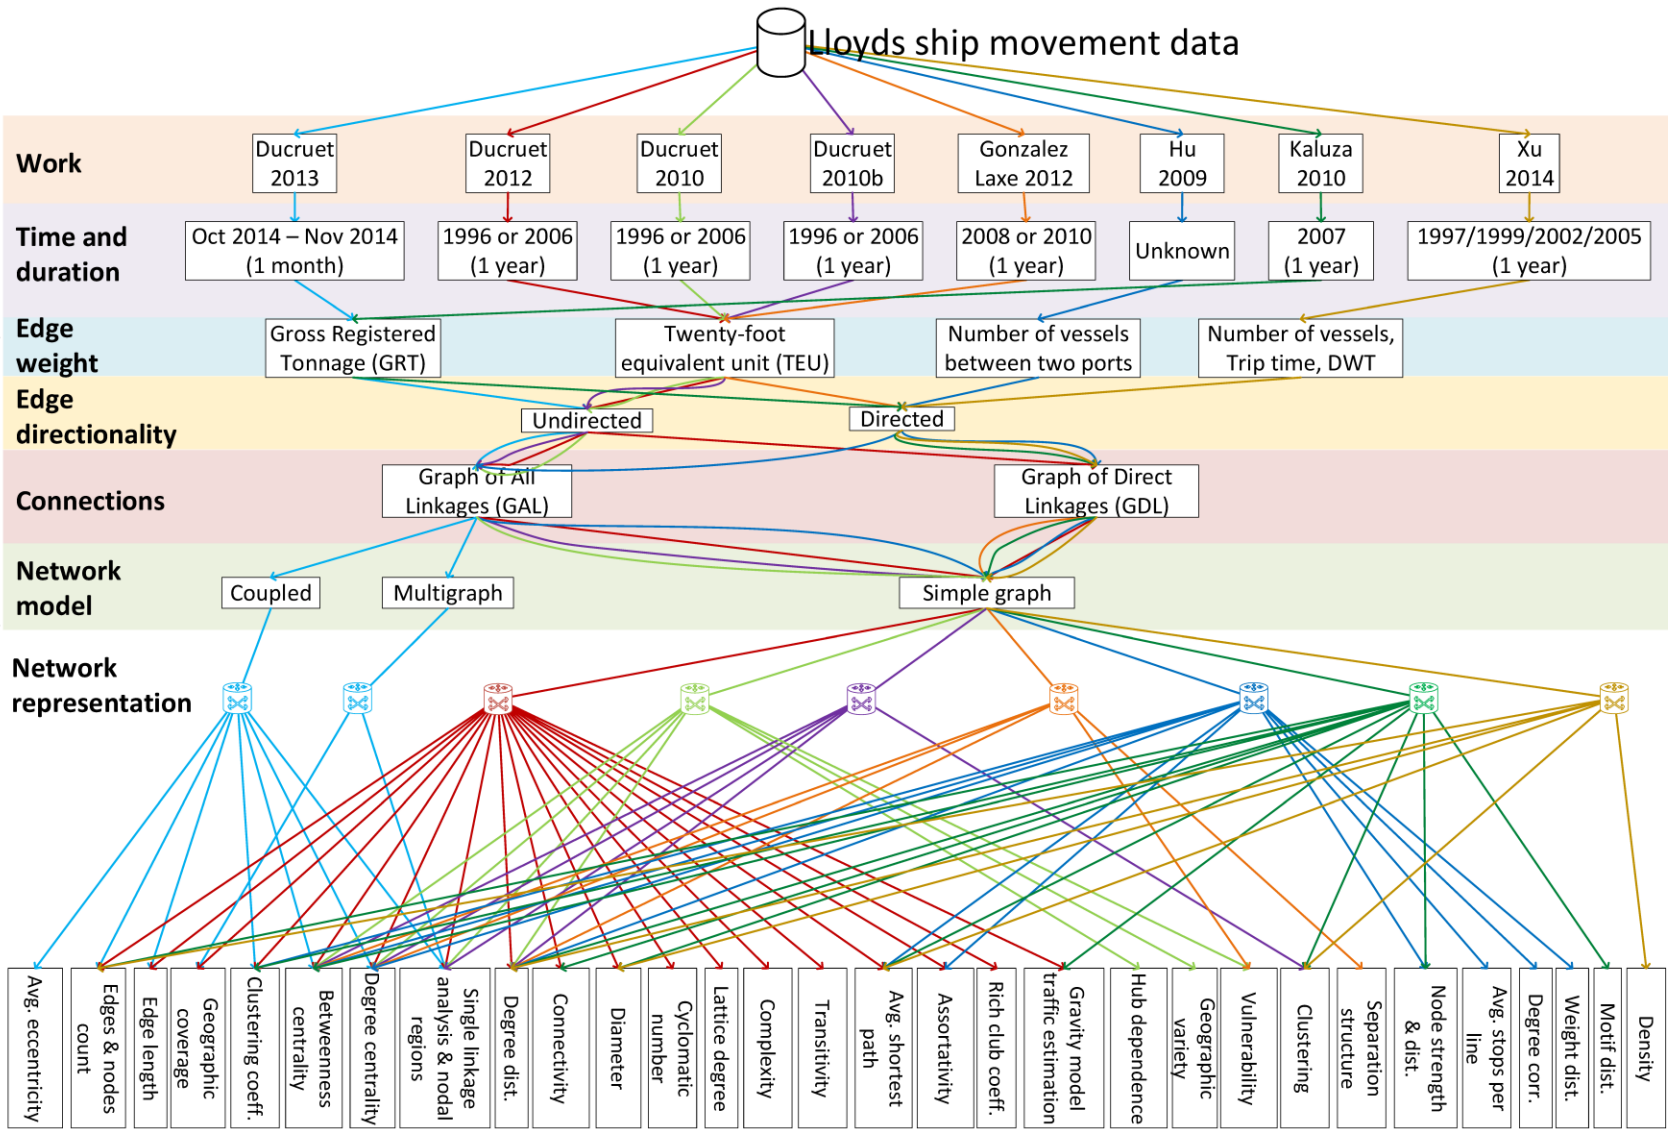 Lloyds ship movement data
Work
Ducruet
2013
Ducruet
2012
Ducruet
2010
Ducruet
2010b
Gonzalez
Laxe 2012
Hu
2009
Kaluza
2010
Xu
2014
Time and
duration
Oct 2014 – Nov 2014
(1 month)
1996 or 2006
(1 year)
1996 or 2006
(1 year)
1996 or 2006
(1 year)
2008 or 2010
(1 year)
Unknown
2007
(1 year)
1997/1999/2002/2005
(1 year)
Edge
weight
Gross Registered
Tonnage (GRT)
Twenty-foot
equivalent unit (TEU)
Number of vessels
between two ports
Number of vessels,
Trip time, DWT
Edge
directionality
Undirected
Directed
Connections
Graph of All
Linkages (GAL)
Graph of Direct
Linkages (GDL)
Network
model
Coupled
Multigraph
Simple graph
Network
representation
Avg. eccentricity
Edges & nodes
count
Edge length
Geographic
coverage
Clustering coeff.
Betweenness
centrality
Degree centrality
Single linkage
analysis & nodal
regions
Degree dist.
Connectivity
Diameter
Cyclomatic
number
Lattice degree
Complexity
Transitivity
Avg. shortest
path
Assortativity
Rich club coeff.
Gravity model
traffic estimation
Hub dependence
Geographic
variety
Vulnerability
Clustering
Separation
structure
Node strength
& dist.
Avg. stops per
line
Degree corr.
Weight dist.
Motif dist.
Density